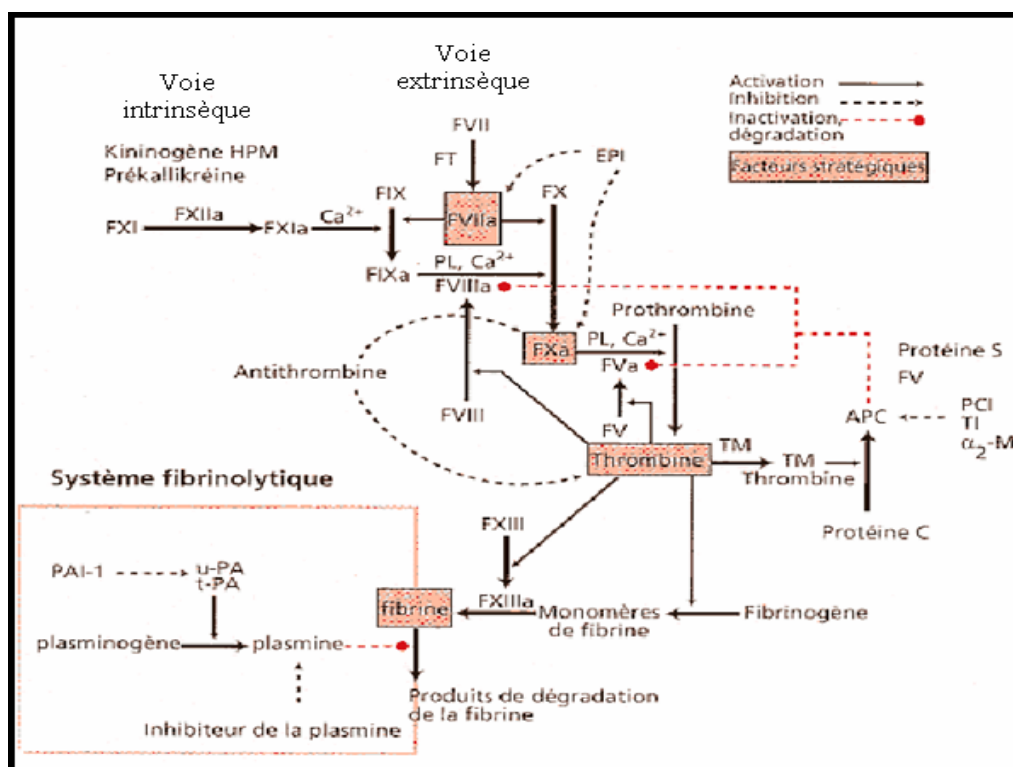 Voie
intrinsèque
Voie
extrinsèque
Activation
Inhibition
Inactivation,
dégradation
Facteurs stratégiques
Kininogène HPM
Prékallikréine
FVII
FT
EPI
FIX
FVIIa
FX
FXI
FXIIa
FXIa
Ca²⁺
FIXa
PL, Ca²⁺
FVIIIa
Prothrombine
FXa
PL, Ca²⁺
FVa
Antithrombine
Protéine S
FV
FVIII
FV
APC
PCI
TI
α₂-M
Thrombine
TM
TM
Thrombine
Protéine C
Système fibrinolytique
FXIII
PAI-1
u-PA
t-PA
fibrine
FXIIIa
Monomères
de fibrine
Fibrinogène
plasminogène
plasmine
Produits de dégradation
de la fibrine
Inhibiteur de la plasmine